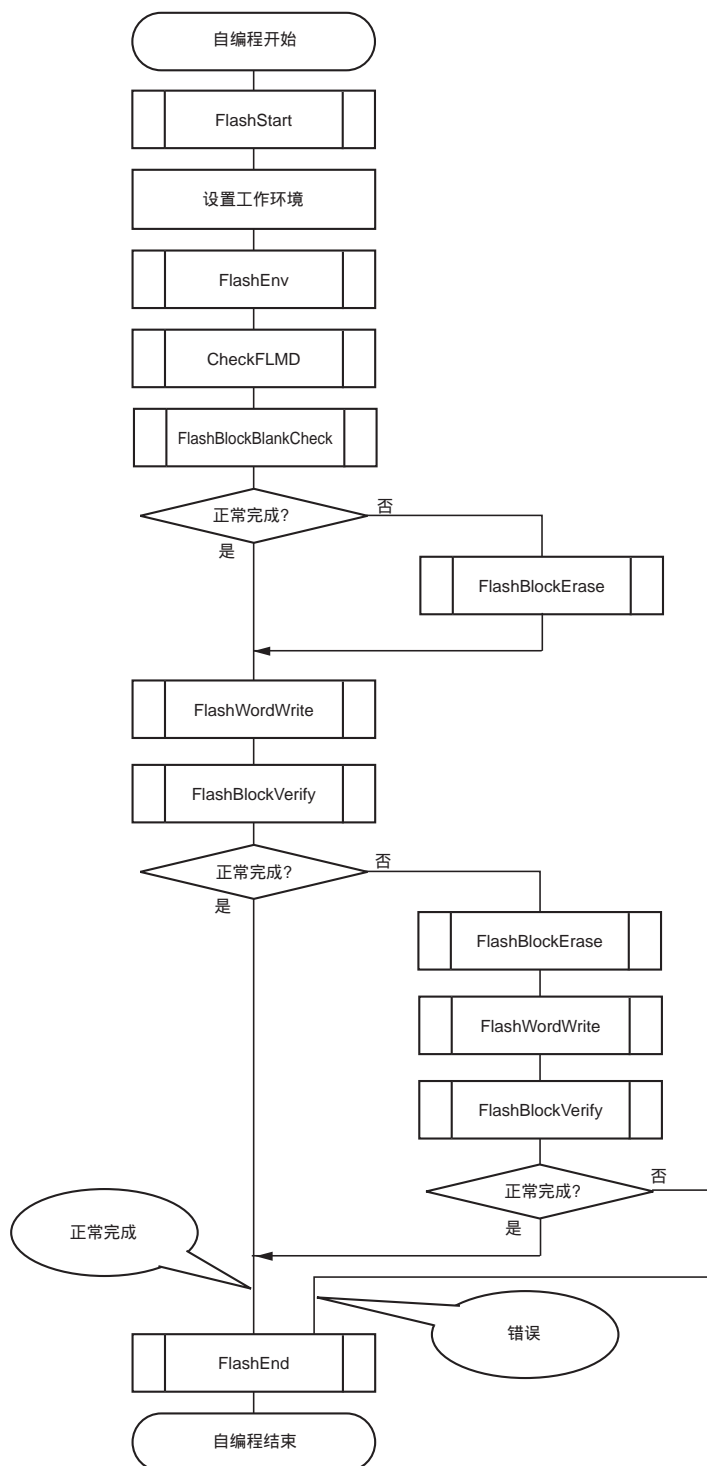 自编程开始
FlashStart
设置工作环境
FlashEnv
CheckFLMD
FlashBlockBlankCheck
正常完成?
否
是
FlashBlockErase
FlashWordWrite
FlashBlockVerify
正常完成?
否
是
FlashBlockErase
FlashWordWrite
FlashBlockVerify
正常完成?
否
是
正常完成
错误
FlashEnd
自编程结束